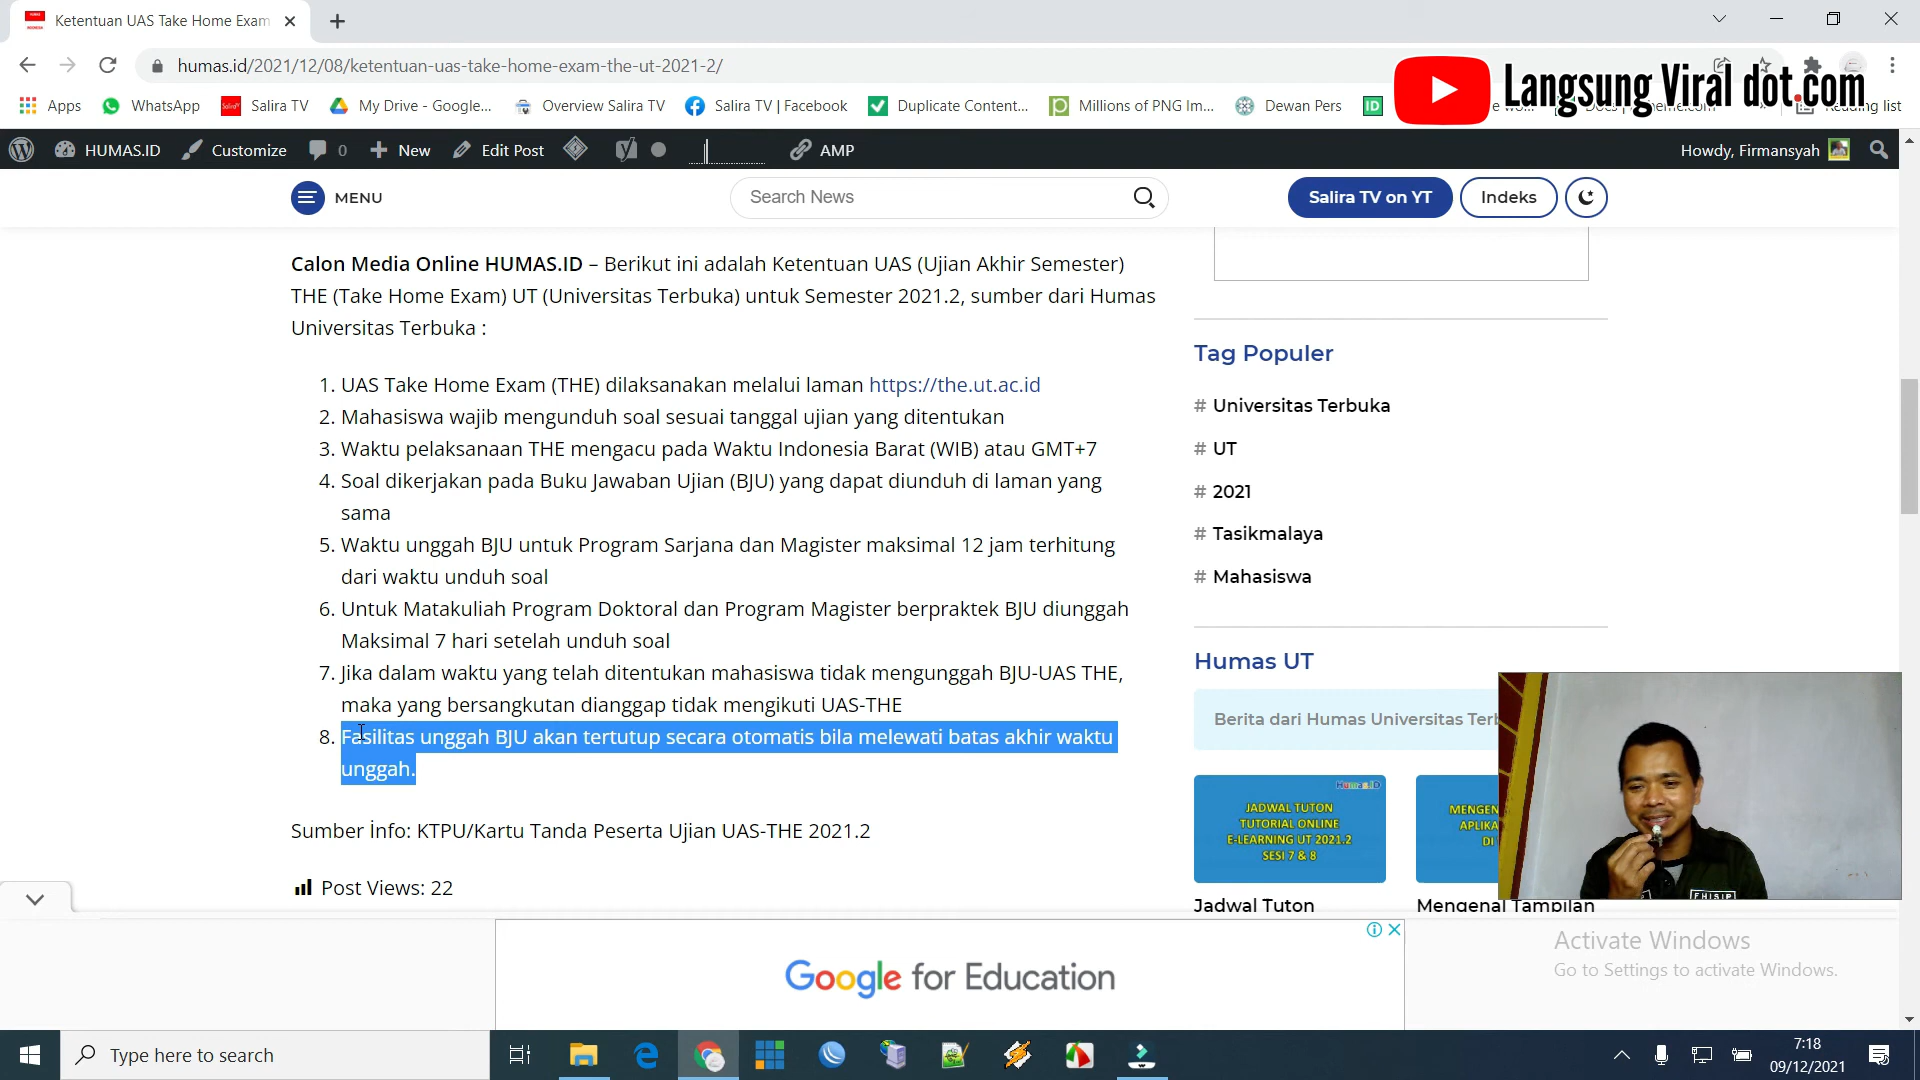 Ketentuan UAS Take Home Exam
humas.id/2021/12/08/ketentuan-uas-take-home-exam-the-ut-2021-2/
Langsung Viral dot.com
Apps
WhatsApp
Salira TV
My Drive - Google...
Overview Salira TV
Salira TV | Facebook
Duplicate Content...
Millions of PNG Im...
Dewan Pers
ID
HUMAS.ID
Customize
0
New
Edit Post
AMP
Howdy, Firmansyah
MENU
Search News
Salira TV on YT
Indeks
Calon Media Online HUMAS.ID – Berikut ini adalah Ketentuan UAS (Ujian Akhir Semester)
THE (Take Home Exam) UT (Universitas Terbuka) untuk Semester 2021.2, sumber dari Humas
Universitas Terbuka :
1. UAS Take Home Exam (THE) dilaksanakan melalui laman https://the.ut.ac.id
2. Mahasiswa wajib mengunduh soal sesuai tanggal ujian yang ditentukan
3. Waktu pelaksanaan THE mengacu pada Waktu Indonesia Barat (WIB) atau GMT+7
4. Soal dikerjakan pada Buku Jawaban Ujian (BJU) yang dapat diunduh di laman yang
sama
5. Waktu unggah BJU untuk Program Sarjana dan Magister maksimal 12 jam terhitung
dari waktu unduh soal
6. Untuk Matakuliah Program Doktoral dan Program Magister berpraktek BJU diunggah
Maksimal 7 hari setelah unduh soal
7. Jika dalam waktu yang telah ditentukan mahasiswa tidak mengunggah BJU-UAS THE,
maka yang bersangkutan dianggap tidak mengikuti UAS-THE
8. Fasilitas unggah BJU akan tertutup secara otomatis bila melewati batas akhir waktu
unggah.
Sumber İnfo: KTPU/Kartu Tanda Peserta Ujian UAS-THE 2021.2
Post Views: 22
Tag Populer
# Universitas Terbuka
# UT
# 2021
# Tasikmalaya
# Mahasiswa
Humas UT
Berita dari Humas Universitas
Humas.ID
JADWAL TUTON
TUTORIAL ONLINE
E-LEARNING UT 2021.2
SESI 7 & 8
Jadwal Tuton
Mengenal Tampilan
FHISIP
Google for Education
Activate Windows
Go to Settings to activate Windows.
Type here to search
7:18
09/12/2021